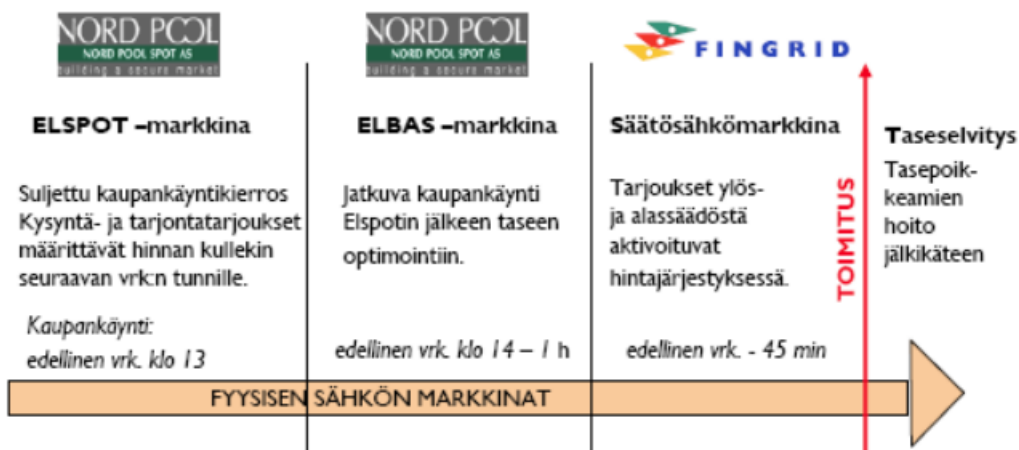 NORD POOL
NORD POOL SPOT AS
building a secure market
NORD POOL
NORD POOL SPOT AS
building a secure market
FINGRID
ELSPOT –markkina
Suljettu kaupankäyntikierros
Kysyntä- ja tarjontatarjoukset
määrittävät hinnan kullekin
seuraavan vrk:n tunnille.
Kaupankäynti:
edellinen vrk. klo 13
ELBAS –markkina
Jatkuva kaupankäynti
Elspotin jälkeen taseen
optimointiin.
edellinen vrk. klo 14 – 1 h
Säätösähkömarkkina
Tarjoukset ylös-
ja alassäädöstä
aktivoituvat
hintajärjestyksessä.
edellinen vrk. - 45 min
TOIMITUS
Taseselvitys
Tasepoik-
keamien
hoito
jälkikäteen
FYYSISEN SÄHKÖN MARKKINAT